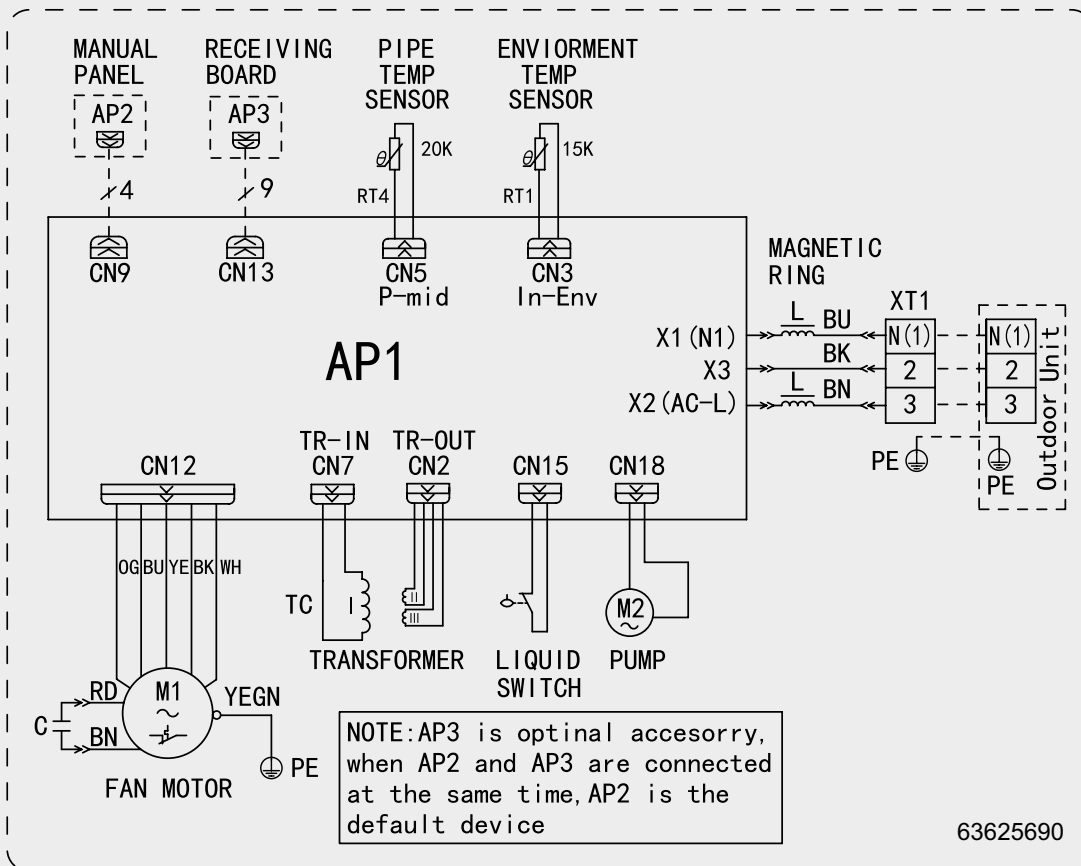 MANUAL
PANEL
AP2
4
CN9
RECEIVING
BOARD
AP3
9
CN13
PIPE
TEMP
SENSOR
θ
20K
RT4
CN5
P-mid
ENVIORMENT
TEMP
SENSOR
θ
15K
RT1
CN3
In-Env
AP1
MAGNETIC
RING
XT1
X1(N1)
L
BU
N(1)
N(1)
X3
BK
2
2
X2(AC-L)
L
BN
3
3
Outdoor Unit
PE
PE
CN12
TR-IN
CN7
TR-OUT
CN2
CN15
CN18
OG
BU
YE
BK
WH
TC
I
II
III
TRANSFORMER
LIQUID
SWITCH
M2
PUMP
C
RD
BN
M1
YEGN
PE
FAN MOTOR
NOTE:AP3 is optinal accesorry,
when AP2 and AP3 are connected
at the same time,AP2 is the
default device
63625690